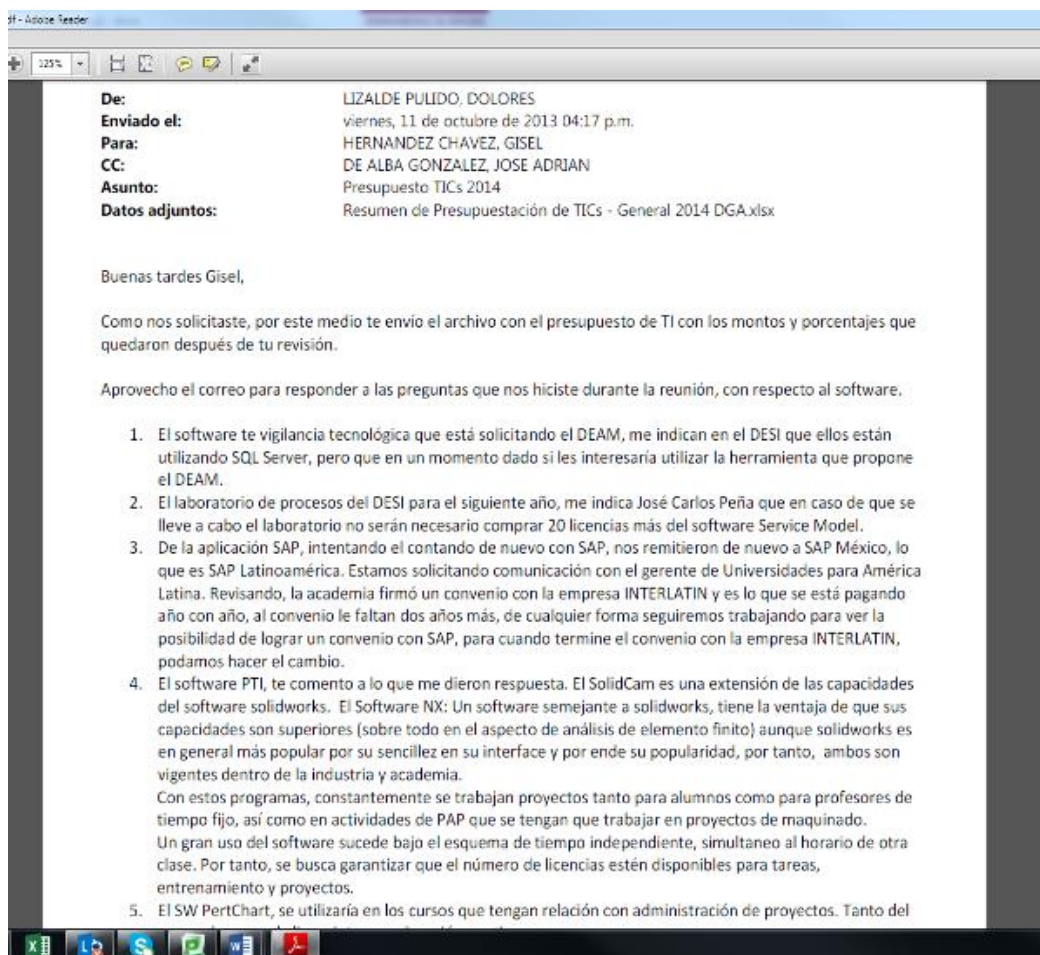 df - Adobe Reader
125%
De: LIZALDE PULIDO, DOLORES
Enviado el: viernes, 11 de octubre de 2013 04:17 p.m.
Para: HERNANDEZ CHAVEZ, GISEL
CC: DE ALBA GONZALEZ, JOSE ADRIAN
Asunto: Presupuesto TICs 2014
Datos adjuntos: Resumen de Presupuestación de TICs - General 2014 DGA.xlsx
Buenas tardes Gisel,
Como nos solicitaste, por este medio te envío el archivo con el presupuesto de TI con los montos y porcentajes que
quedaron después de tu revisión.
Aprovecho el correo para responder a las preguntas que nos hiciste durante la reunión, con respecto al software.
1. El software te vigilancia tecnológica que está solicitando el DEAM, me indican en el DESI que ellos están
utilizando SQL Server, pero que en un momento dado si les interesaría utilizar la herramienta que propone
el DEAM.
2. El laboratorio de procesos del DESI para el siguiente año, me indica José Carlos Peña que en caso de que se
lleve a cabo el laboratorio no serán necesario comprar 20 licencias más del software Service Model.
3. De la aplicación SAP, intentando el contando de nuevo con SAP, nos remitieron de nuevo a SAP México, lo
que es SAP Latinoamérica. Estamos solicitando comunicación con el gerente de Universidades para América
Latina. Revisando, la academia firmó un convenio con la empresa INTERLATIN y es lo que se está pagando
año con año, al convenio le faltan dos años más, de cualquier forma seguiremos trabajando para ver la
posibilidad de lograr un convenio con SAP, para cuando termine el convenio con la empresa INTERLATIN,
podamos hacer el cambio.
4. El software PTI, te comento a lo que me dieron respuesta. El SolidCam es una extensión de las capacidades
del software solidworks. El Software NX: Un software semejante a solidworks, tiene la ventaja de que sus
capacidades son superiores (sobre todo en el aspecto de análisis de elemento finito) aunque solidworks es
en general más popular por su sencillez en su interface y por ende su popularidad, por tanto, ambos son
vigentes dentro de la industria y academia.
Con estos programas, constantemente se trabajan proyectos tanto para alumnos como para profesores de
tiempo fijo, así como en actividades de PAP que se tengan que trabajar en proyectos de maquinado.
Un gran uso del software sucede bajo el esquema de tiempo independiente, simultaneo al horario de otra
clase. Por tanto, se busca garantizar que el número de licencias estén disponibles para tareas,
entrenamiento y proyectos.
5. El SW PertChart, se utilizaría en los cursos que tengan relación con administración de proyectos. Tanto del